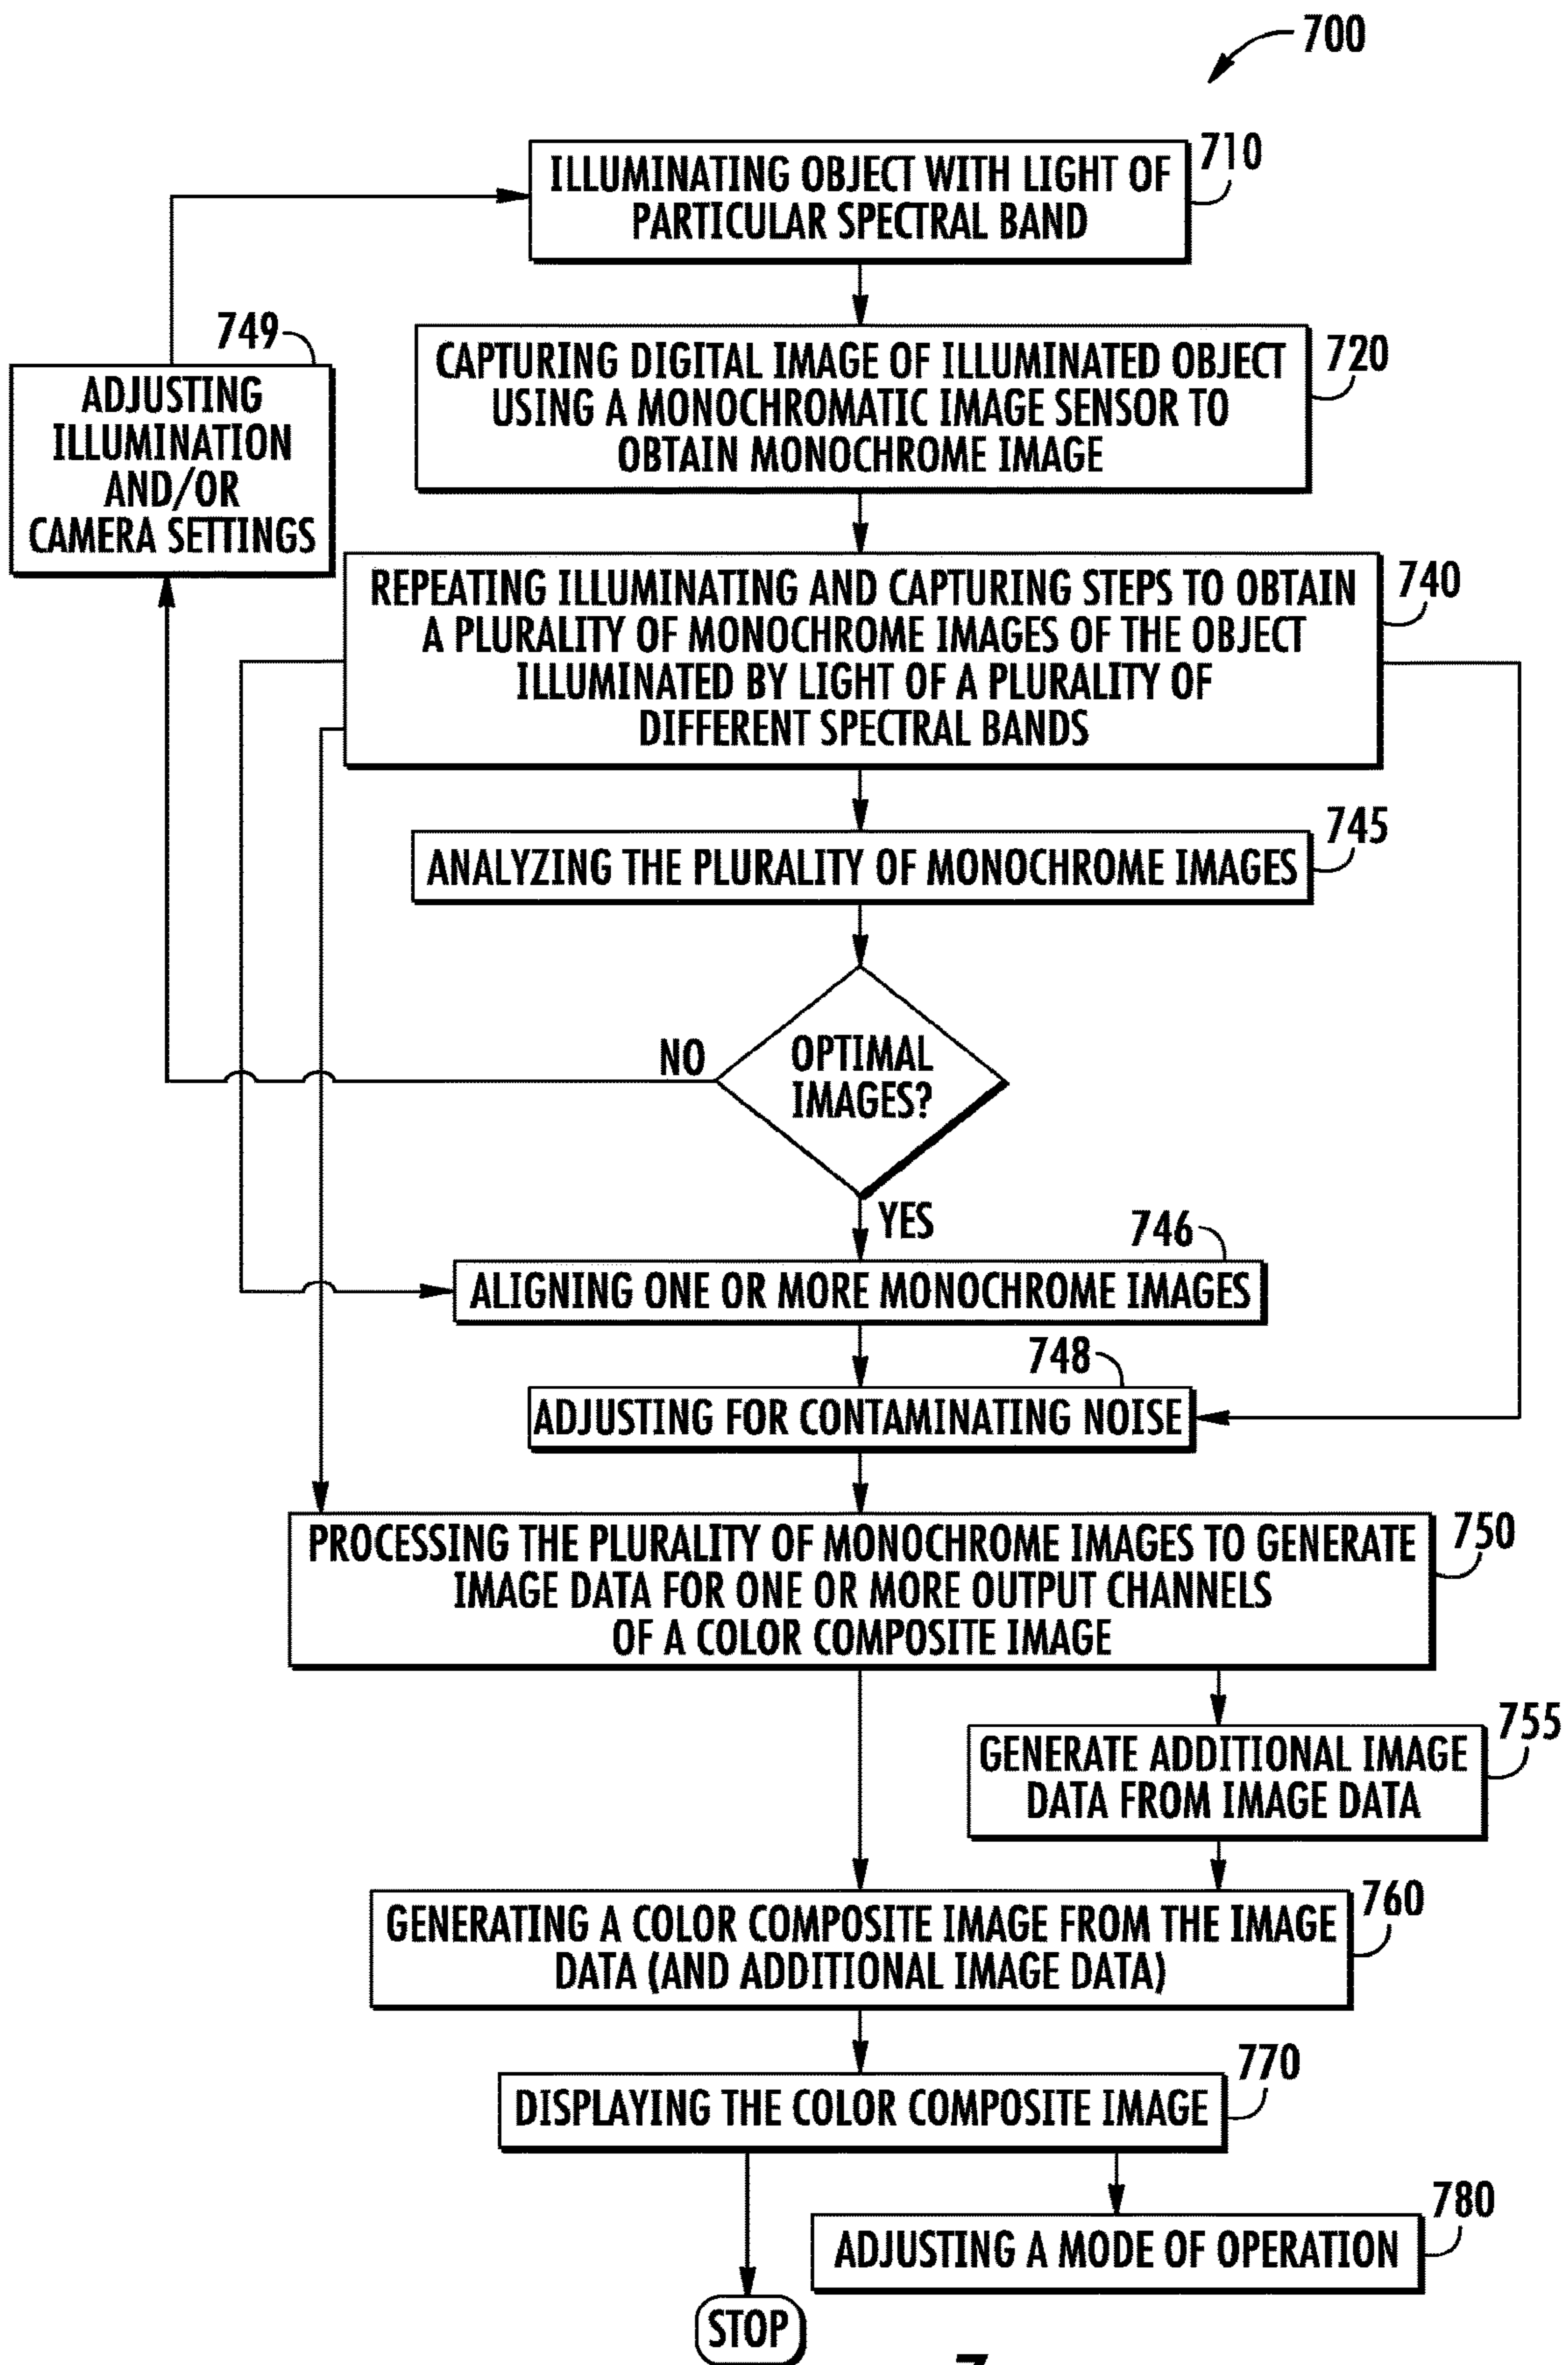 700
710
ILLUMINATING OBJECT WITH LIGHT OF
PARTICULAR SPECTRAL BAND
749
ADJUSTING
ILLUMINATION
AND/OR
CAMERA SETTINGS
720
CAPTURING DIGITAL IMAGE OF ILLUMINATED OBJECT
USING A MONOCHROMATIC IMAGE SENSOR TO
OBTAIN MONOCHROME IMAGE
740
REPEATING ILLUMINATING AND CAPTURING STEPS TO OBTAIN
A PLURALITY OF MONOCHROME IMAGES OF THE OBJECT
ILLUMINATED BY LIGHT OF A PLURALITY OF
DIFFERENT SPECTRAL BANDS
745
ANALYZING THE PLURALITY OF MONOCHROME IMAGES
NO
OPTIMAL
IMAGES?
YES
746
ALIGNING ONE OR MORE MONOCHROME IMAGES
748
ADJUSTING FOR CONTAMINATING NOISE
750
PROCESSING THE PLURALITY OF MONOCHROME IMAGES TO GENERATE
IMAGE DATA FOR ONE OR MORE OUTPUT CHANNELS
OF A COLOR COMPOSITE IMAGE
755
GENERATE ADDITIONAL IMAGE
DATA FROM IMAGE DATA
760
GENERATING A COLOR COMPOSITE IMAGE FROM THE IMAGE
DATA (AND ADDITIONAL IMAGE DATA)
770
DISPLAYING THE COLOR COMPOSITE IMAGE
780
ADJUSTING A MODE OF OPERATION
STOP